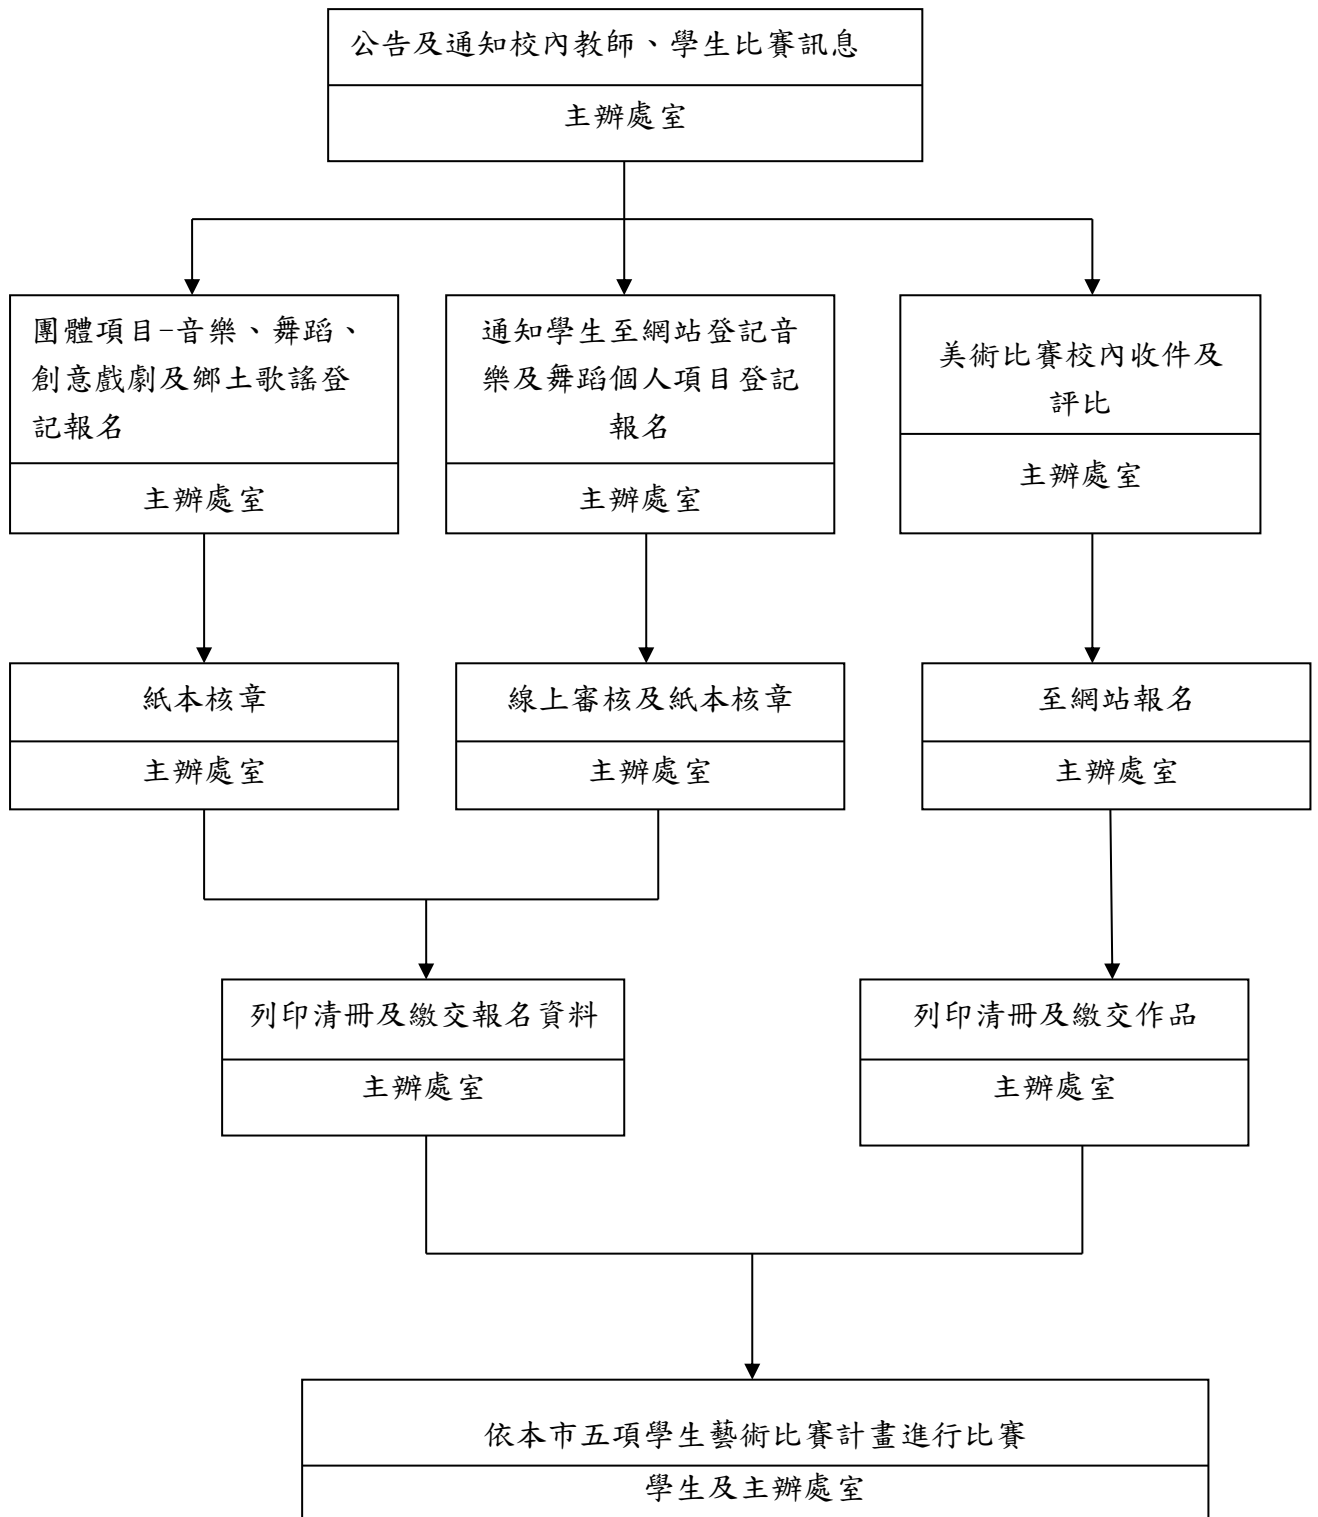 公告及通知校內教師、學生比賽訊息
主辦處室
團體項目-音樂、舞蹈、
創意戲劇及鄉土歌謠登
記報名
主辦處室
通知學生至網站登記音
樂及舞蹈個人項目登記
報名
主辦處室
美術比賽校內收件及
評比
主辦處室
紙本核章
主辦處室
線上審核及紙本核章
主辦處室
至網站報名
主辦處室
列印清冊及繳交報名資料
主辦處室
列印清冊及繳交作品
主辦處室
依本市五項學生藝術比賽計畫進行比賽
學生及主辦處室